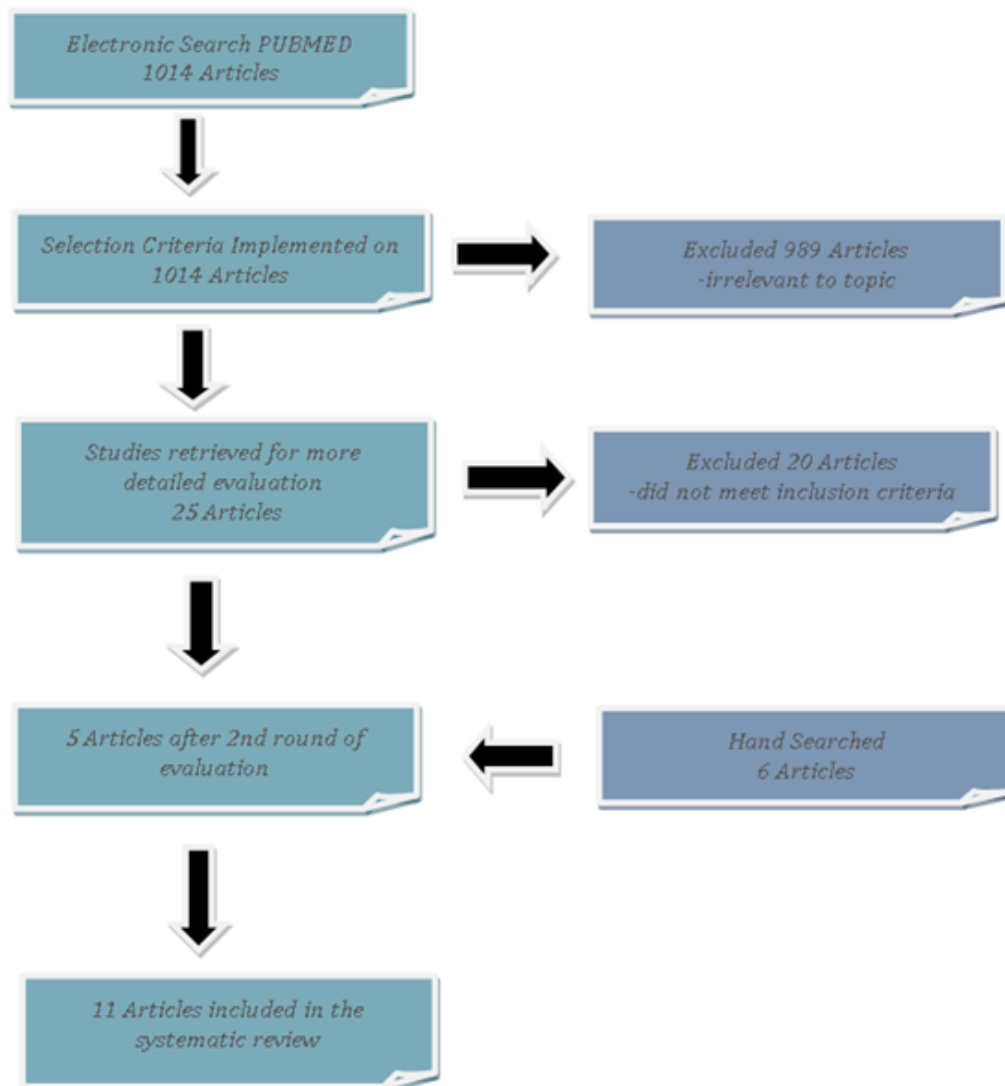 Electronic Search PUBMED
1014 Articles
Selection Criteria Implemented on
1014 Articles
Excluded 989 Articles
-irrelevant to topic
Studies retrieved for more
detailed evaluation
25 Articles
Excluded 20 Articles
-did not meet inclusion criteria
5 Articles after 2nd round of
evaluation
Hand Searched
6 Articles
11 Articles included in the
systematic review